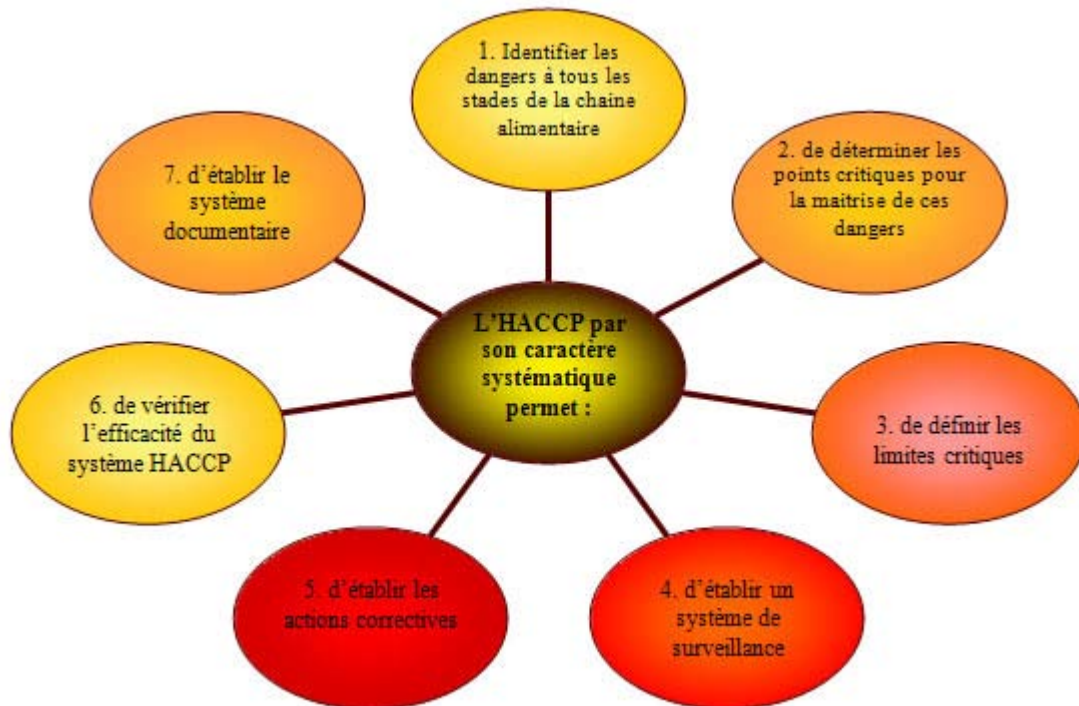 1. Identifier les
dangers à tous les
stades de la chaine
alimentaire
2. de déterminer les
points critiques pour
la maitrise de ces
dangers
3. de définir les
limites critiques
4. d’établir un
système de
surveillance
5. d’établir les
actions correctives
6. de vérifier
l’efficacité du
système HACCP
7. d’établir le
système
documentaire
L’HACCP par
son caractère
systématique
permet :